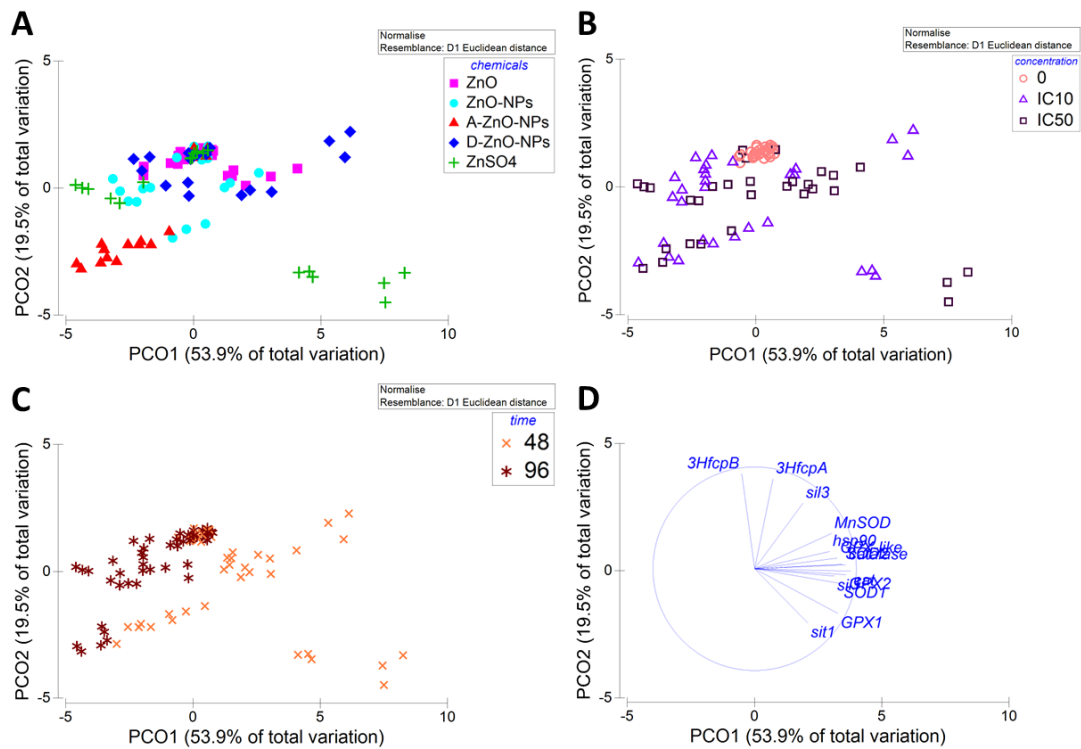 A
Normalise
Resemblance: D1 Euclidean distance
chemicals
ZnO
ZnO-NPs
A-ZnO-NPs
D-ZnO-NPs
ZnSO4
PCO2 (19.5% of total variation)
5
0
-5
-5
0
5
10
PCO1 (53.9% of total variation)
B
Normalise
Resemblance: D1 Euclidean distance
concentration
0
IC10
IC50
PCO2 (19.5% of total variation)
5
0
-5
-5
0
5
10
PCO1 (53.9% of total variation)
C
Normalise
Resemblance: D1 Euclidean distance
time
48
96
PCO2 (19.5% of total variation)
5
0
-5
-5
0
5
10
PCO1 (53.9% of total variation)
D
PCO2 (19.5% of total variation)
5
0
-5
3HfcpB
3HfcpA
sil3
MnSOD
hsp90
GPX2
SOD1
GPX1
sit1
-5
0
5
10
PCO1 (53.9% of total variation)